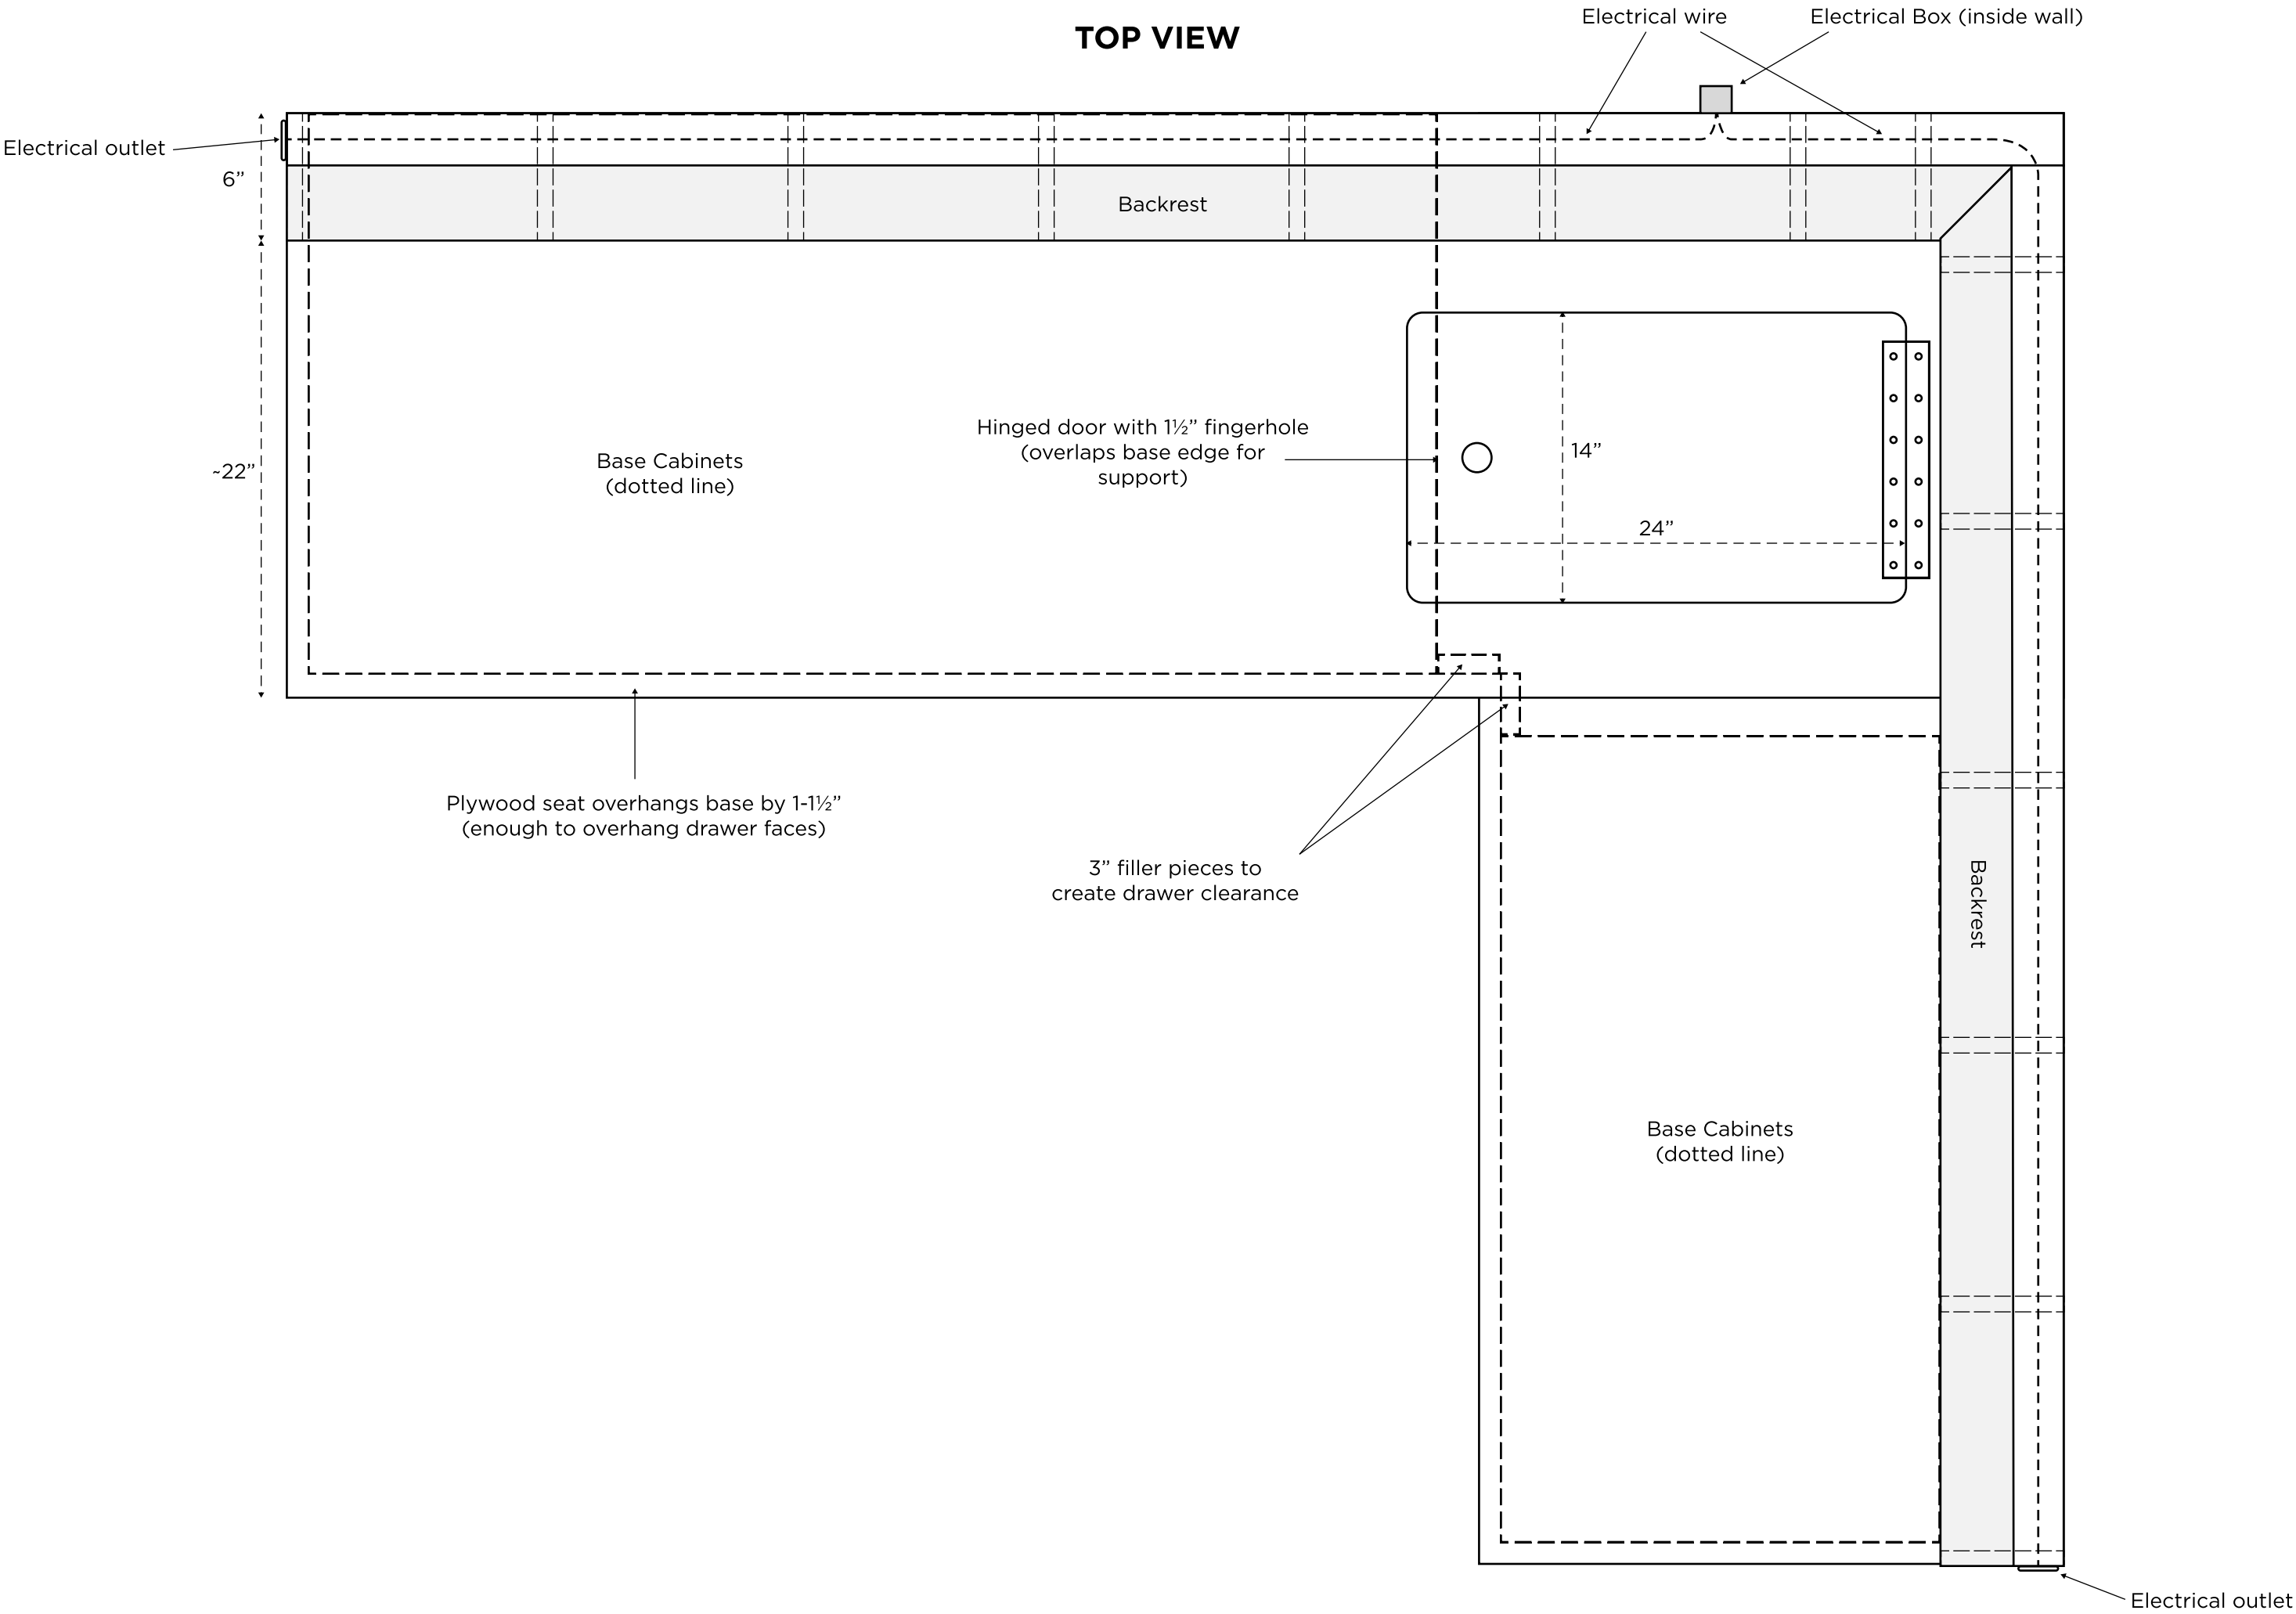 TOP VIEW
Electrical wire
Electrical Box (inside wall)
Electrical outlet
6”
Backrest
Hinged door with 1½” fingerhole
(overlaps base edge for
support)
14”
Base Cabinets
(dotted line)
~22”
24”
Plywood seat overhangs base by 1-1½”
(enough to overhang drawer faces)
3” filler pieces to
create drawer clearance
Backrest
Base Cabinets
(dotted line)
Electrical outlet